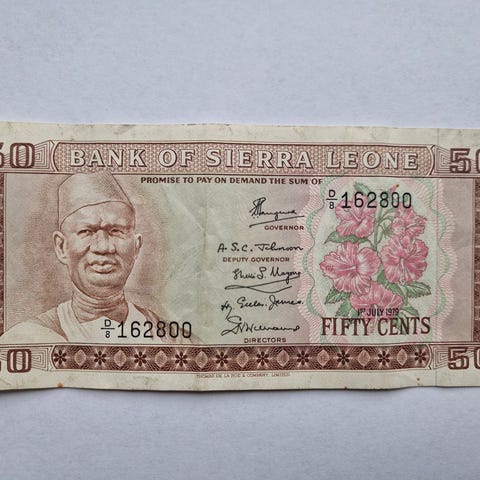 50 BANK OF SIERRA LEONE 50
PROMISE TO PAY ON DEMAND THE SUM OF
D/8 162800
GOVERNOR
A.S.C. Johnson
DEPUTY GOVERNOR
D/8 162800
1ST JULY 1979
FIFTY CENTS
DIRECTORS
50 50
THOMAS DE LA RUE & COMPANY, LIMITED.